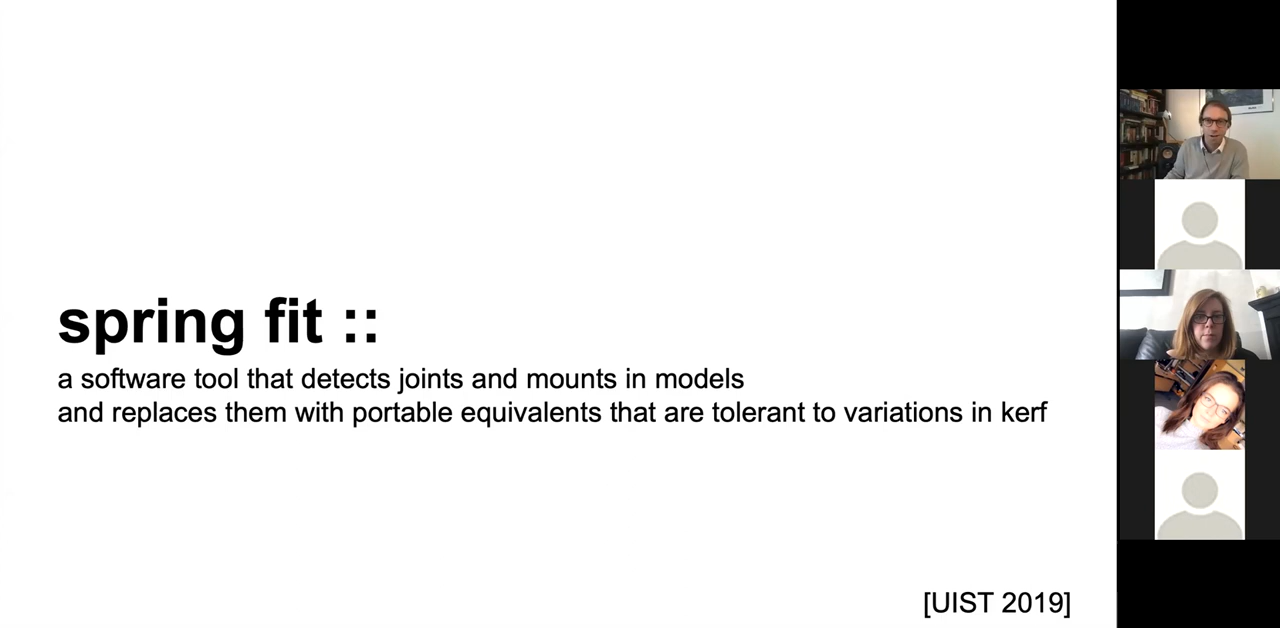 spring fit ::
a software tool that detects joints and mounts in models
and replaces them with portable equivalents that are tolerant to variations in kerf
[UIST 2019]